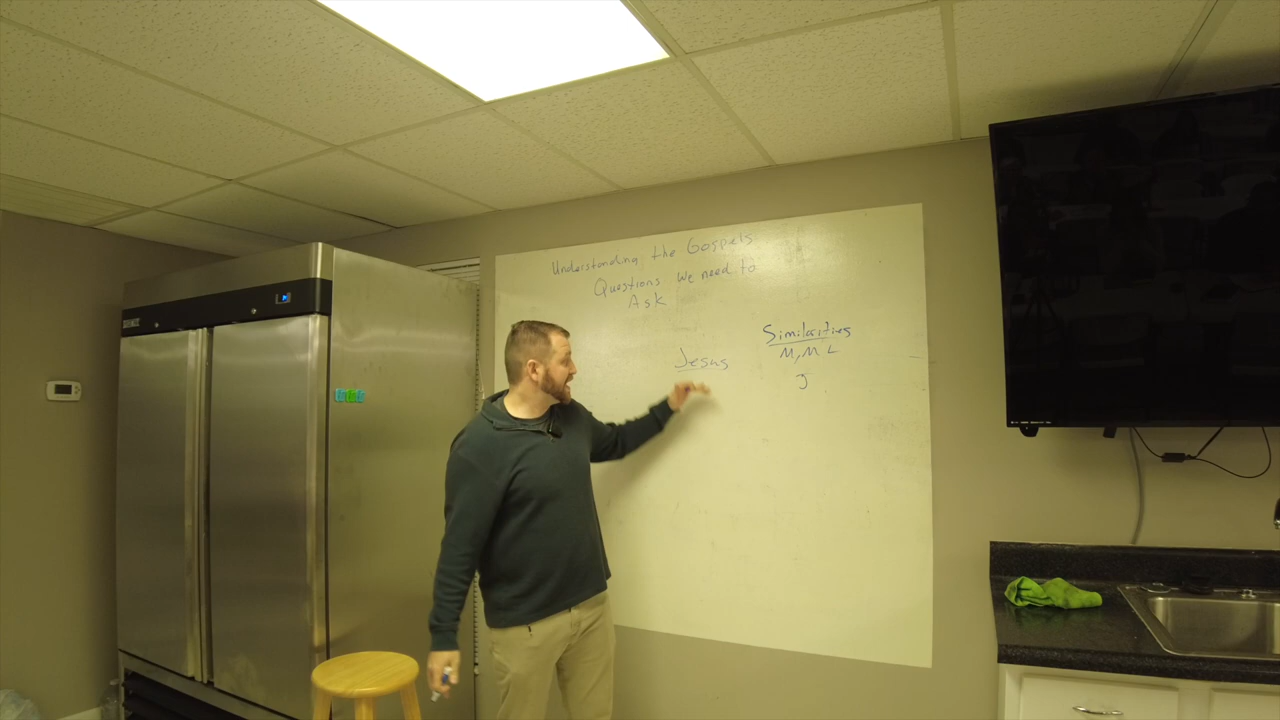 Understanding the Gospels
Questions we need to
Ask
Similarities
Jesus
M, M L
J